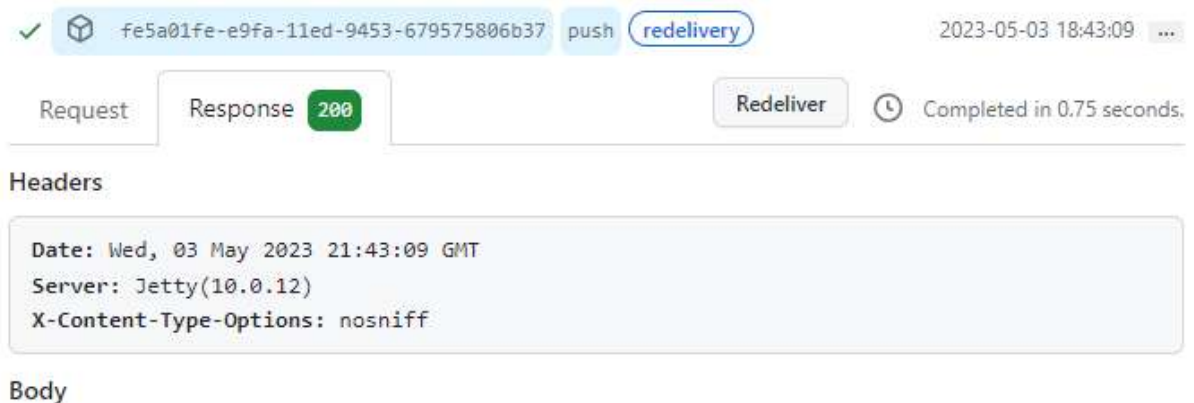 fe5a01fe-e9fa-11ed-9453-679575806b37 push redelivery 2023-05-03 18:43:09 ...
Request Response 200 Redeliver Completed in 0.75 seconds.
Headers
Date: Wed, 03 May 2023 21:43:09 GMT
Server: Jetty(10.0.12)
X-Content-Type-Options: nosniff
Body